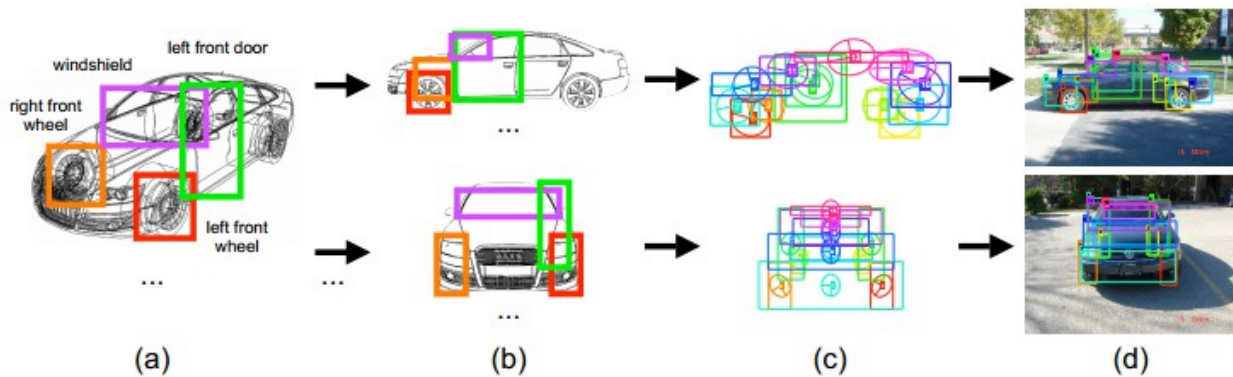 left front door
windshield
right front
wheel
left front
wheel
...
...
...
...
(a)
(b)
(c)
(d)